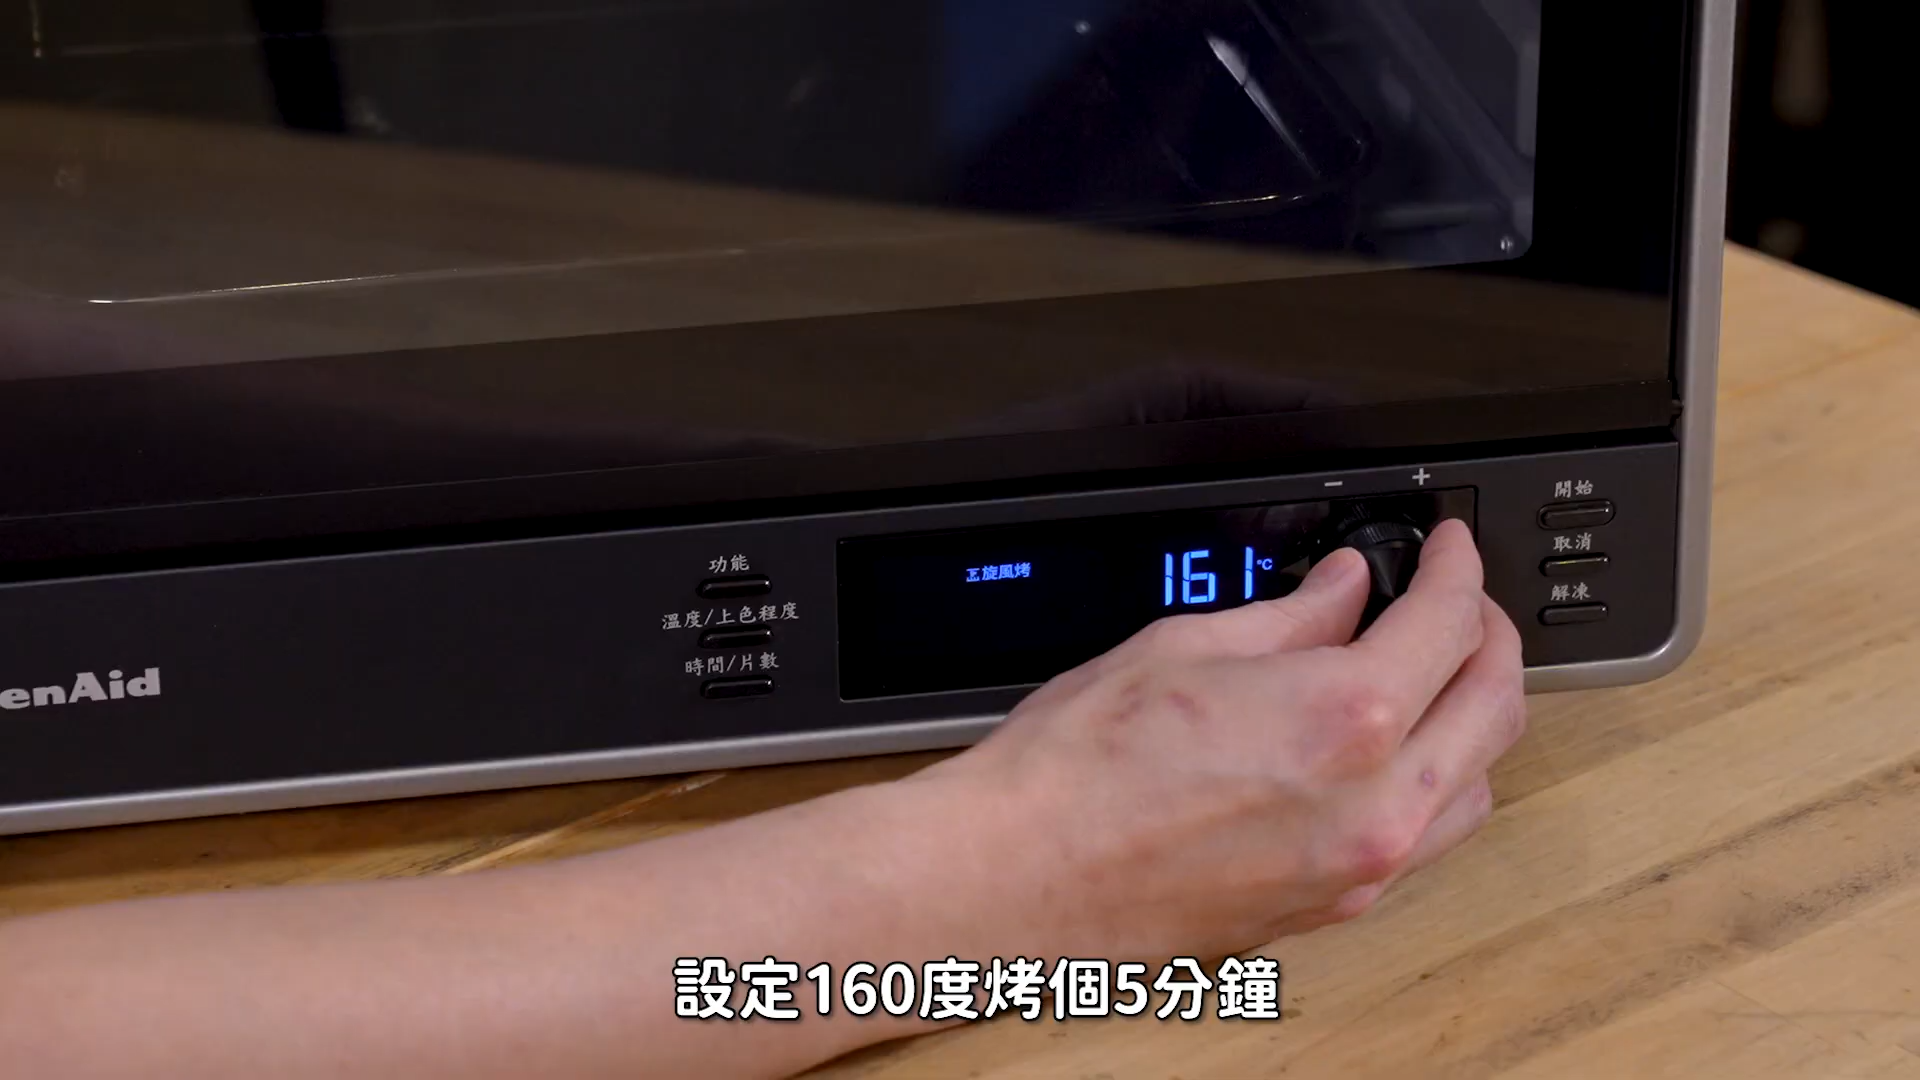 − +
開始
取消
解凍
功能
溫度/上色程度
時間/片數
旋風烤
161°C
enAid
設定160度烤個5分鐘